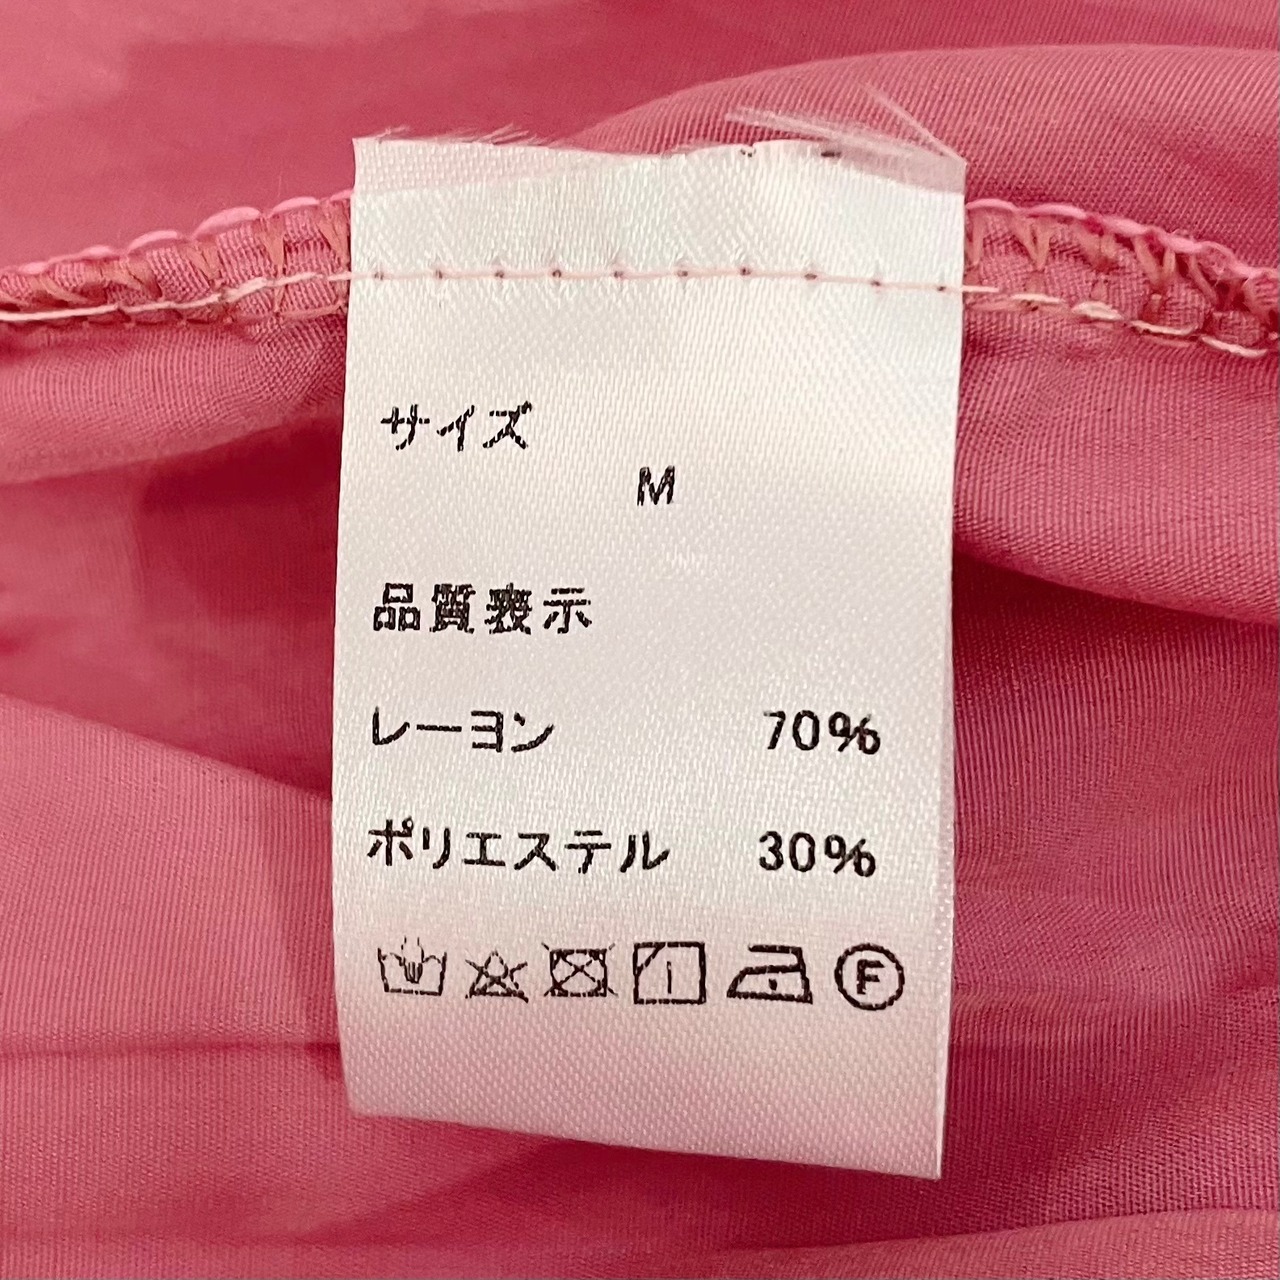 サイズ
M
品質表示
レーヨン 70%
ポリエステル 30%
F